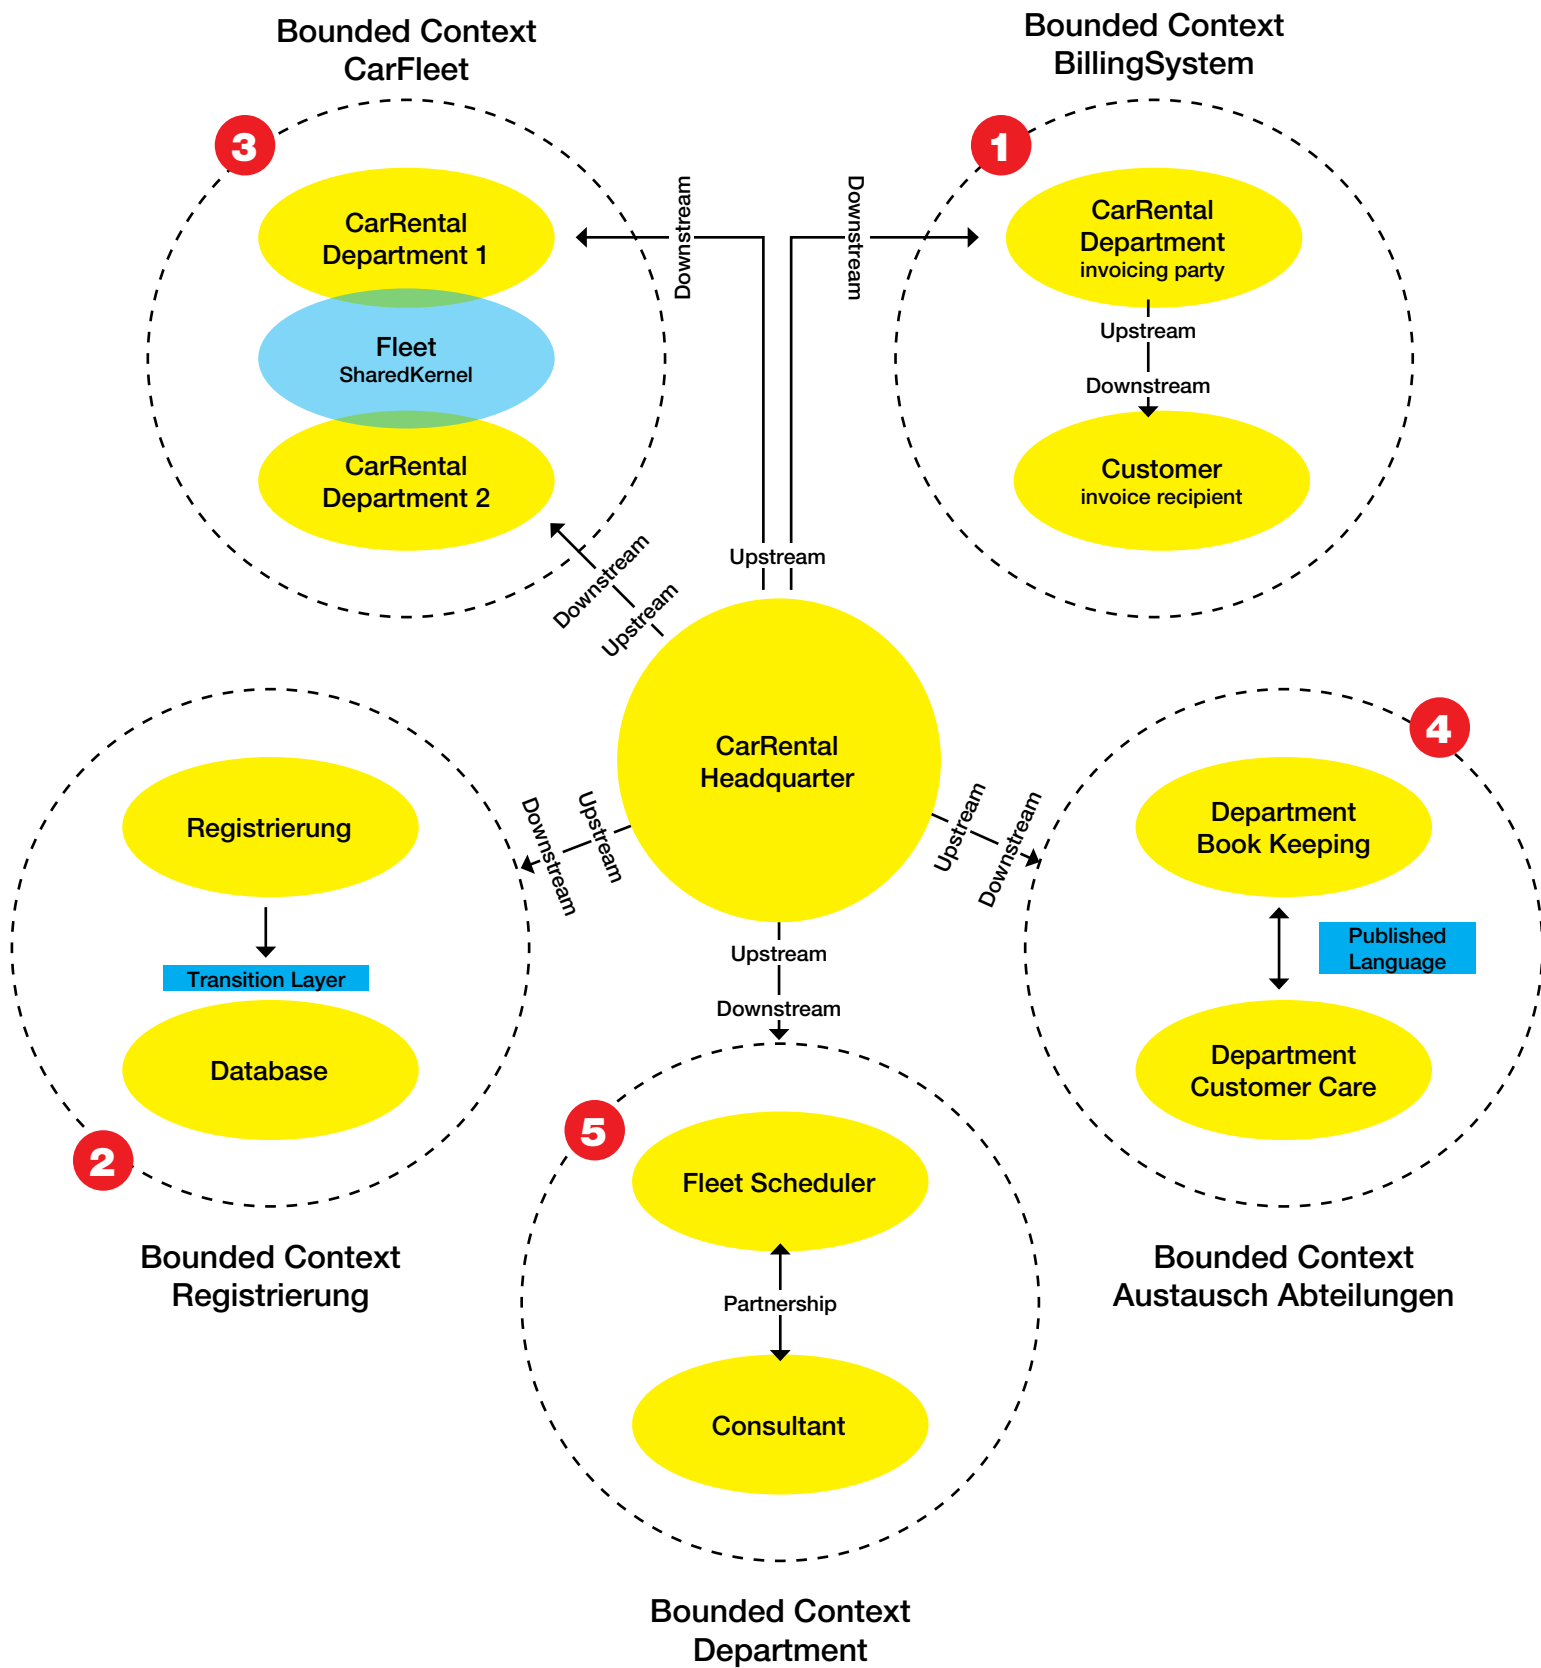 Bounded Context
CarFleet
3
CarRental
Department 1
Fleet
SharedKernel
CarRental
Department 2
Bounded Context
BillingSystem
1
CarRental
Department
invoicing party
Upstream
Downstream
Customer
invoice recipient
Downstream
Downstream
Upstream
Downstream
Upstream
CarRental
Headquarter
Registrierung
Transition Layer
Database
2
Bounded Context
Registrierung
Downstream
Upstream
Upstream
Downstream
4
Department
Book Keeping
Published
Language
Department
Customer Care
Bounded Context
Austausch Abteilungen
Upstream
Downstream
5
Fleet Scheduler
Partnership
Consultant
Bounded Context
Department